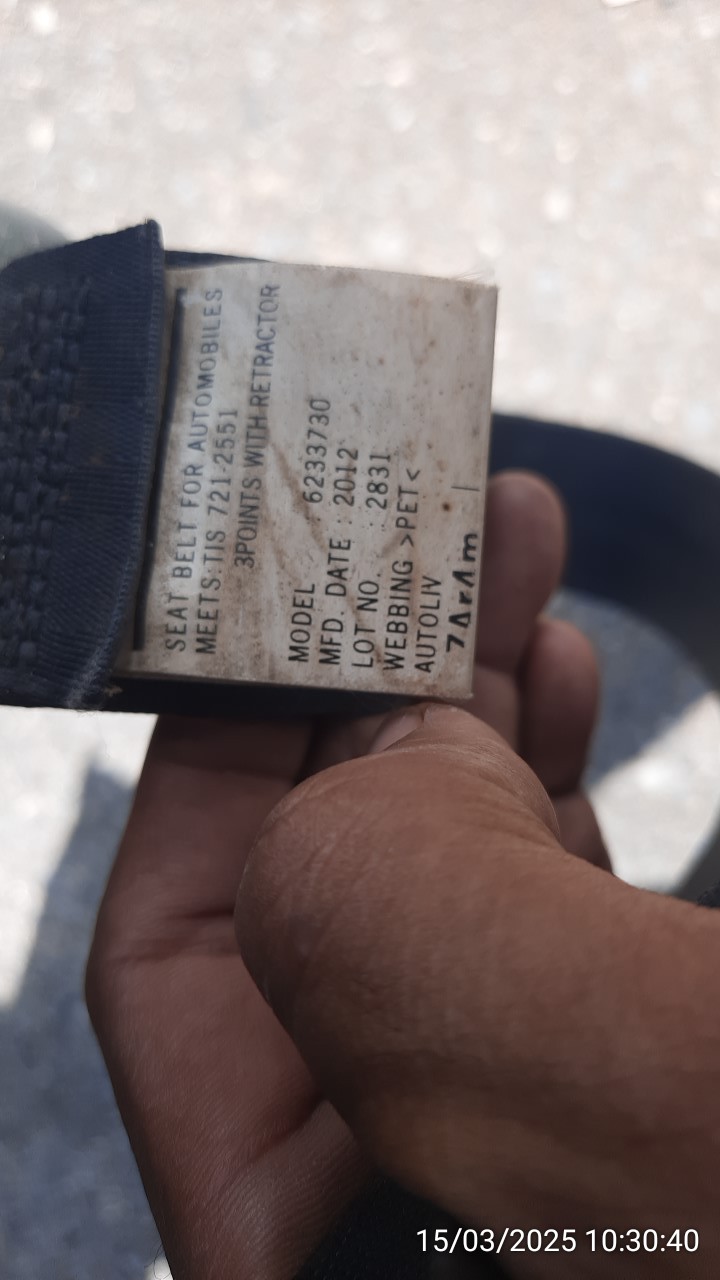 SEAT BELT FOR AUTOMOBILES
MEETS:TIS 721-2551
3POINTS WITH RETRACTOR
MODEL 6233730
MFD. DATE : 2012
LOT NO. : 2831
WEBBING >PET<
AUTOLIV
15/03/2025 10:30:40